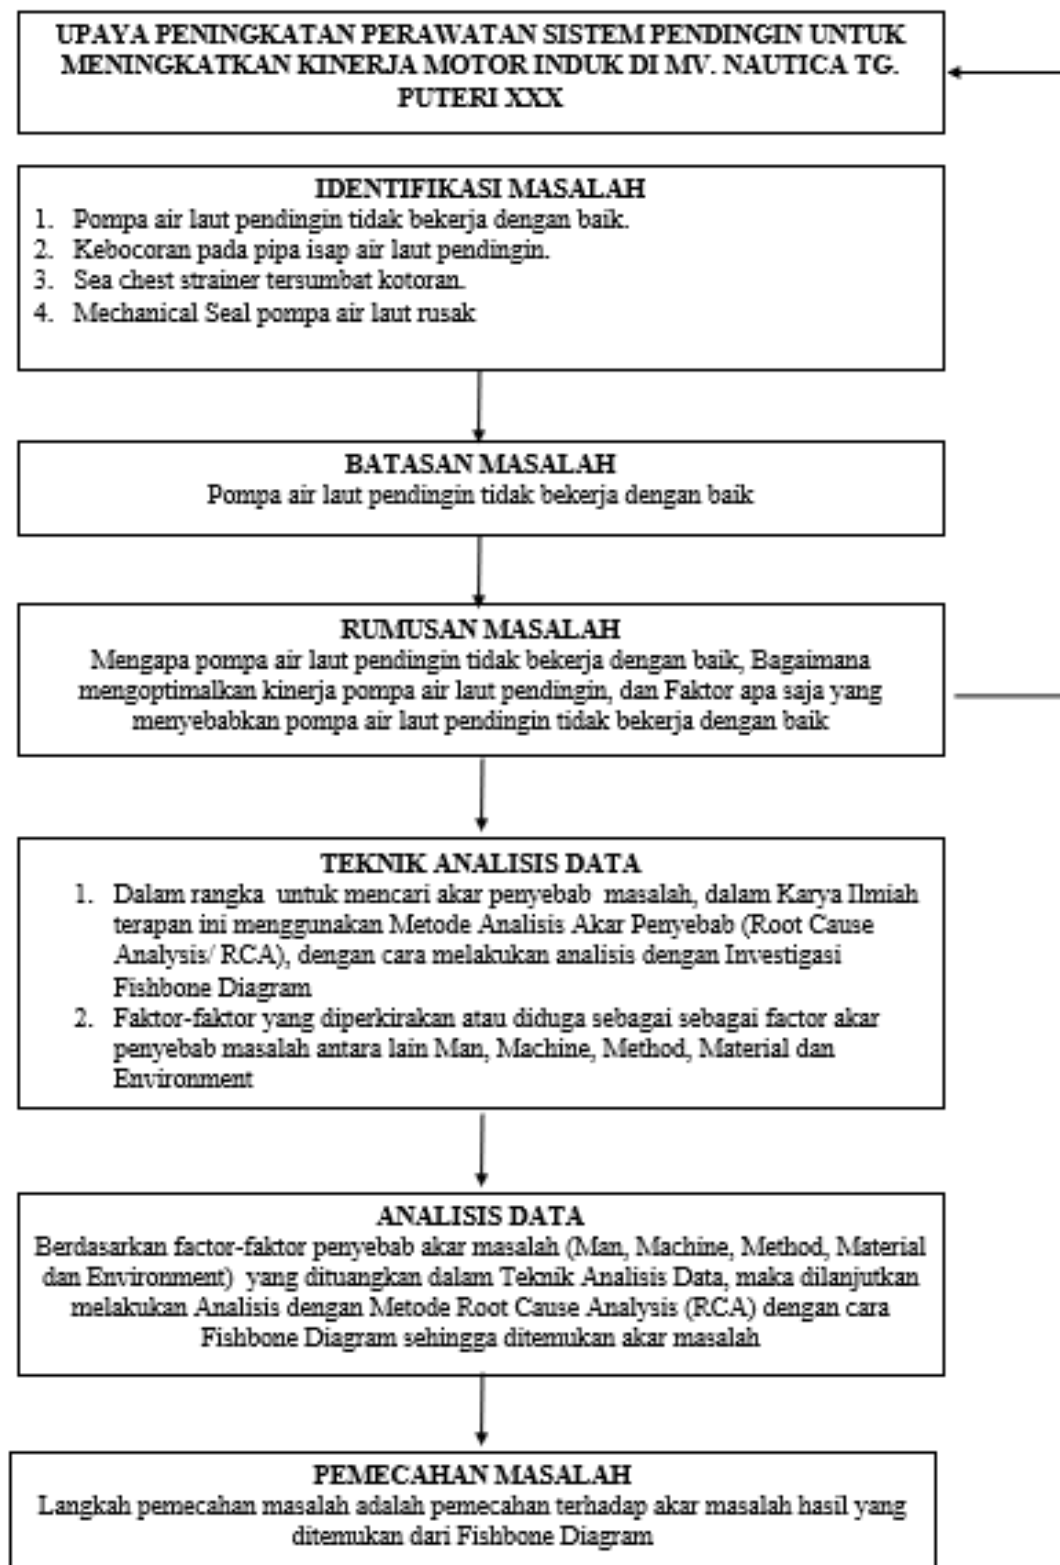 UPAYA PENINGKATAN PERAWATAN SISTEM PENDINGIN UNTUK
MENINGKATKAN KINERJA MOTOR INDUK DI MV. NAUTICA TG.
PUTERI XXX
IDENTIFIKASI MASALAH
1. Pompa air laut pendingin tidak bekerja dengan baik.
2. Kebocoran pada pipa isap air laut pendingin.
3. Sea chest strainer tersumbat kotoran.
4. Mechanical Seal pompa air laut rusak
BATASAN MASALAH
Pompa air laut pendingin tidak bekerja dengan baik
RUMUSAN MASALAH
Mengapa pompa air laut pendingin tidak bekerja dengan baik, Bagaimana
mengoptimalkan kinerja pompa air laut pendingin, dan Faktor apa saja yang
menyebabkan pompa air laut pendingin tidak bekerja dengan baik
TEKNIK ANALISIS DATA
1. Dalam rangka untuk mencari akar penyebab masalah, dalam Karya Ilmiah
terapan ini menggunakan Metode Analisis Akar Penyebab (Root Cause
Analysis/ RCA), dengan cara melakukan analisis dengan Investigasi
Fishbone Diagram
2. Faktor-faktor yang diperkirakan atau diduga sebagai sebagai factor akar
penyebab masalah antara lain Man, Machine, Method, Material dan
Environment
ANALISIS DATA
Berdasarkan factor-faktor penyebab akar masalah (Man, Machine, Method, Material
dan Environment) yang dituangkan dalam Teknik Analisis Data, maka dilanjutkan
melakukan Analisis dengan Metode Root Cause Analysis (RCA) dengan cara
Fishbone Diagram sehingga ditemukan akar masalah
PEMECAHAN MASALAH
Langkah pemecahan masalah adalah pemecahan terhadap akar masalah hasil yang
ditemukan dari Fishbone Diagram